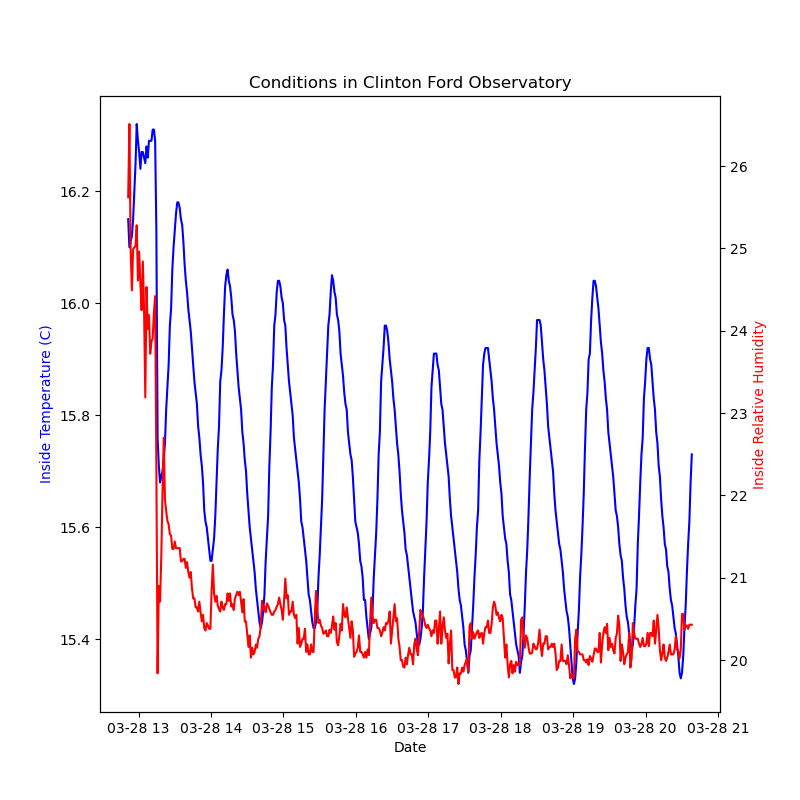 Conditions in Clinton Ford Observatory
Inside Temperature (C)
16.2
16.0
15.8
15.6
15.4
26
25
24
23
22
21
20
Inside Relative Humidity
03-28 13 03-28 14 03-28 15 03-28 16 03-28 17 03-28 18 03-28 19 03-28 20 03-28 21
Date